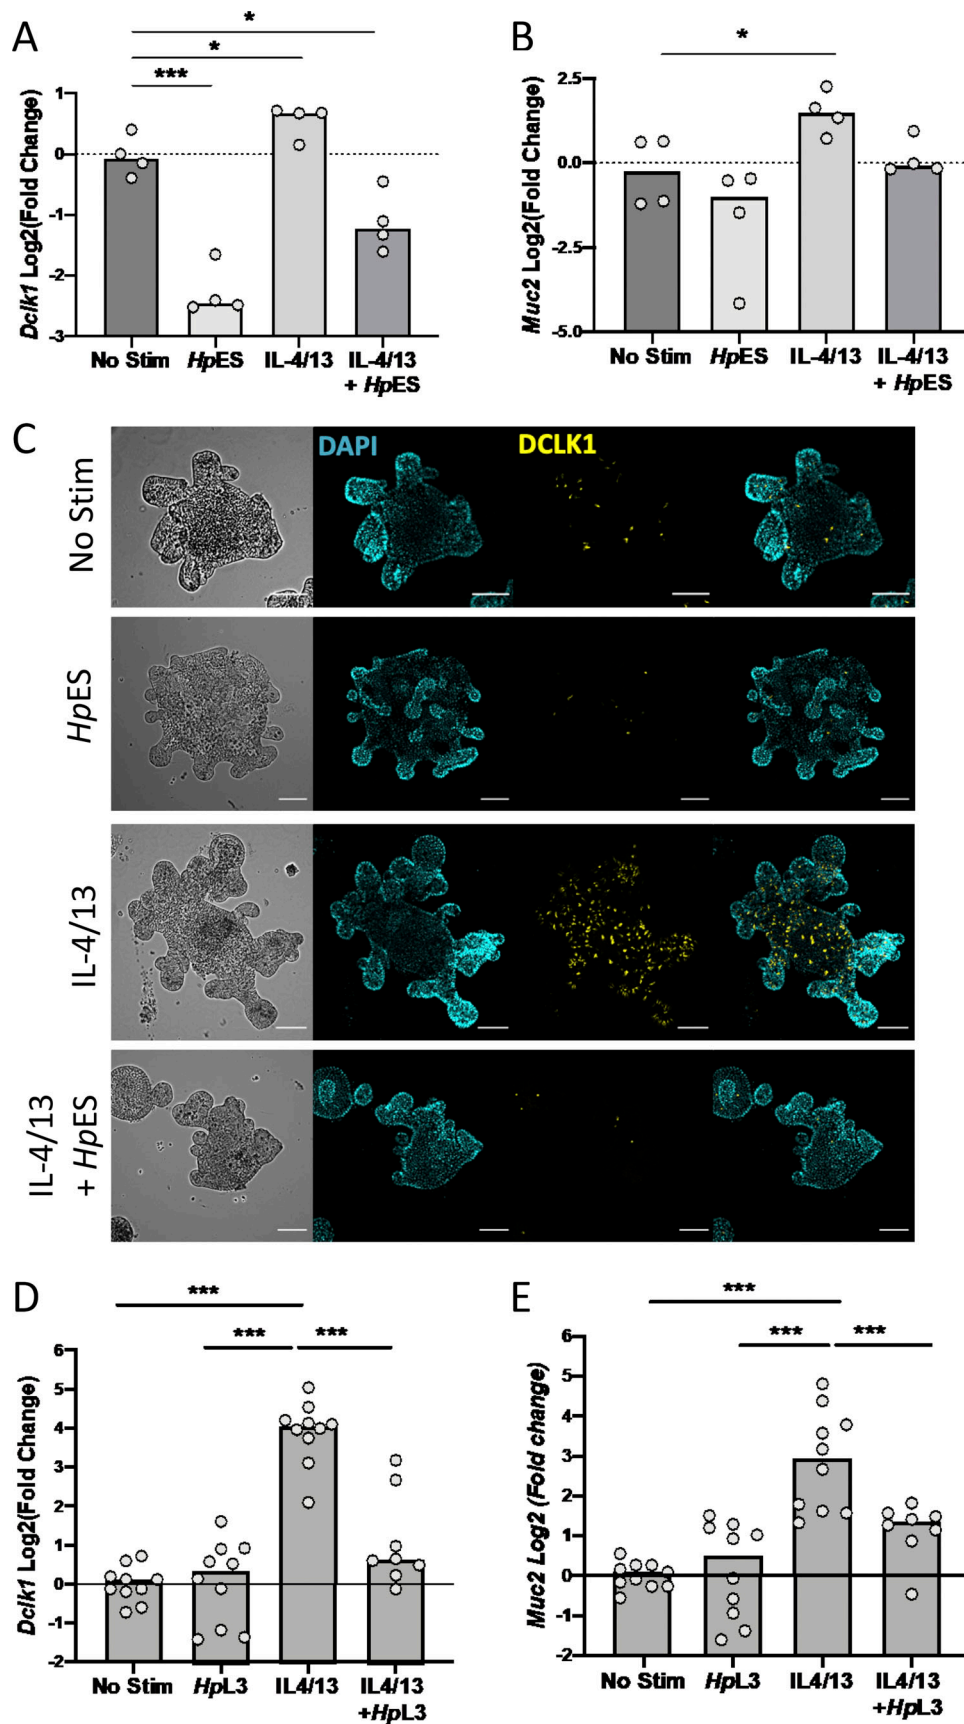 A
*
*
***
Dclk1 Log2(Fold Change)
1
0
-1
-2
-3
No Stim
HpES
IL-4/13
IL-4/13
+ HpES
B
*
Muc2 Log2(Fold Change)
2.5
0.0
-2.5
-5.0
No Stim
HpES
IL-4/13
IL-4/13
+ HpES
C
DAPI
DCLK1
No Stim
HpES
IL-4/13
IL-4/13
+ HpES
D
***
***
***
Dclk1 Log2(Fold Change)
6
5
4
3
2
1
0
-1
-2
No Stim
HpL3
IL4/13
IL4/13
+HpL3
E
***
***
***
Muc2 Log2 (Fold change)
6
5
4
3
2
1
0
-1
-2
No Stim
HpL3
IL4/13
IL4/13
+HpL3